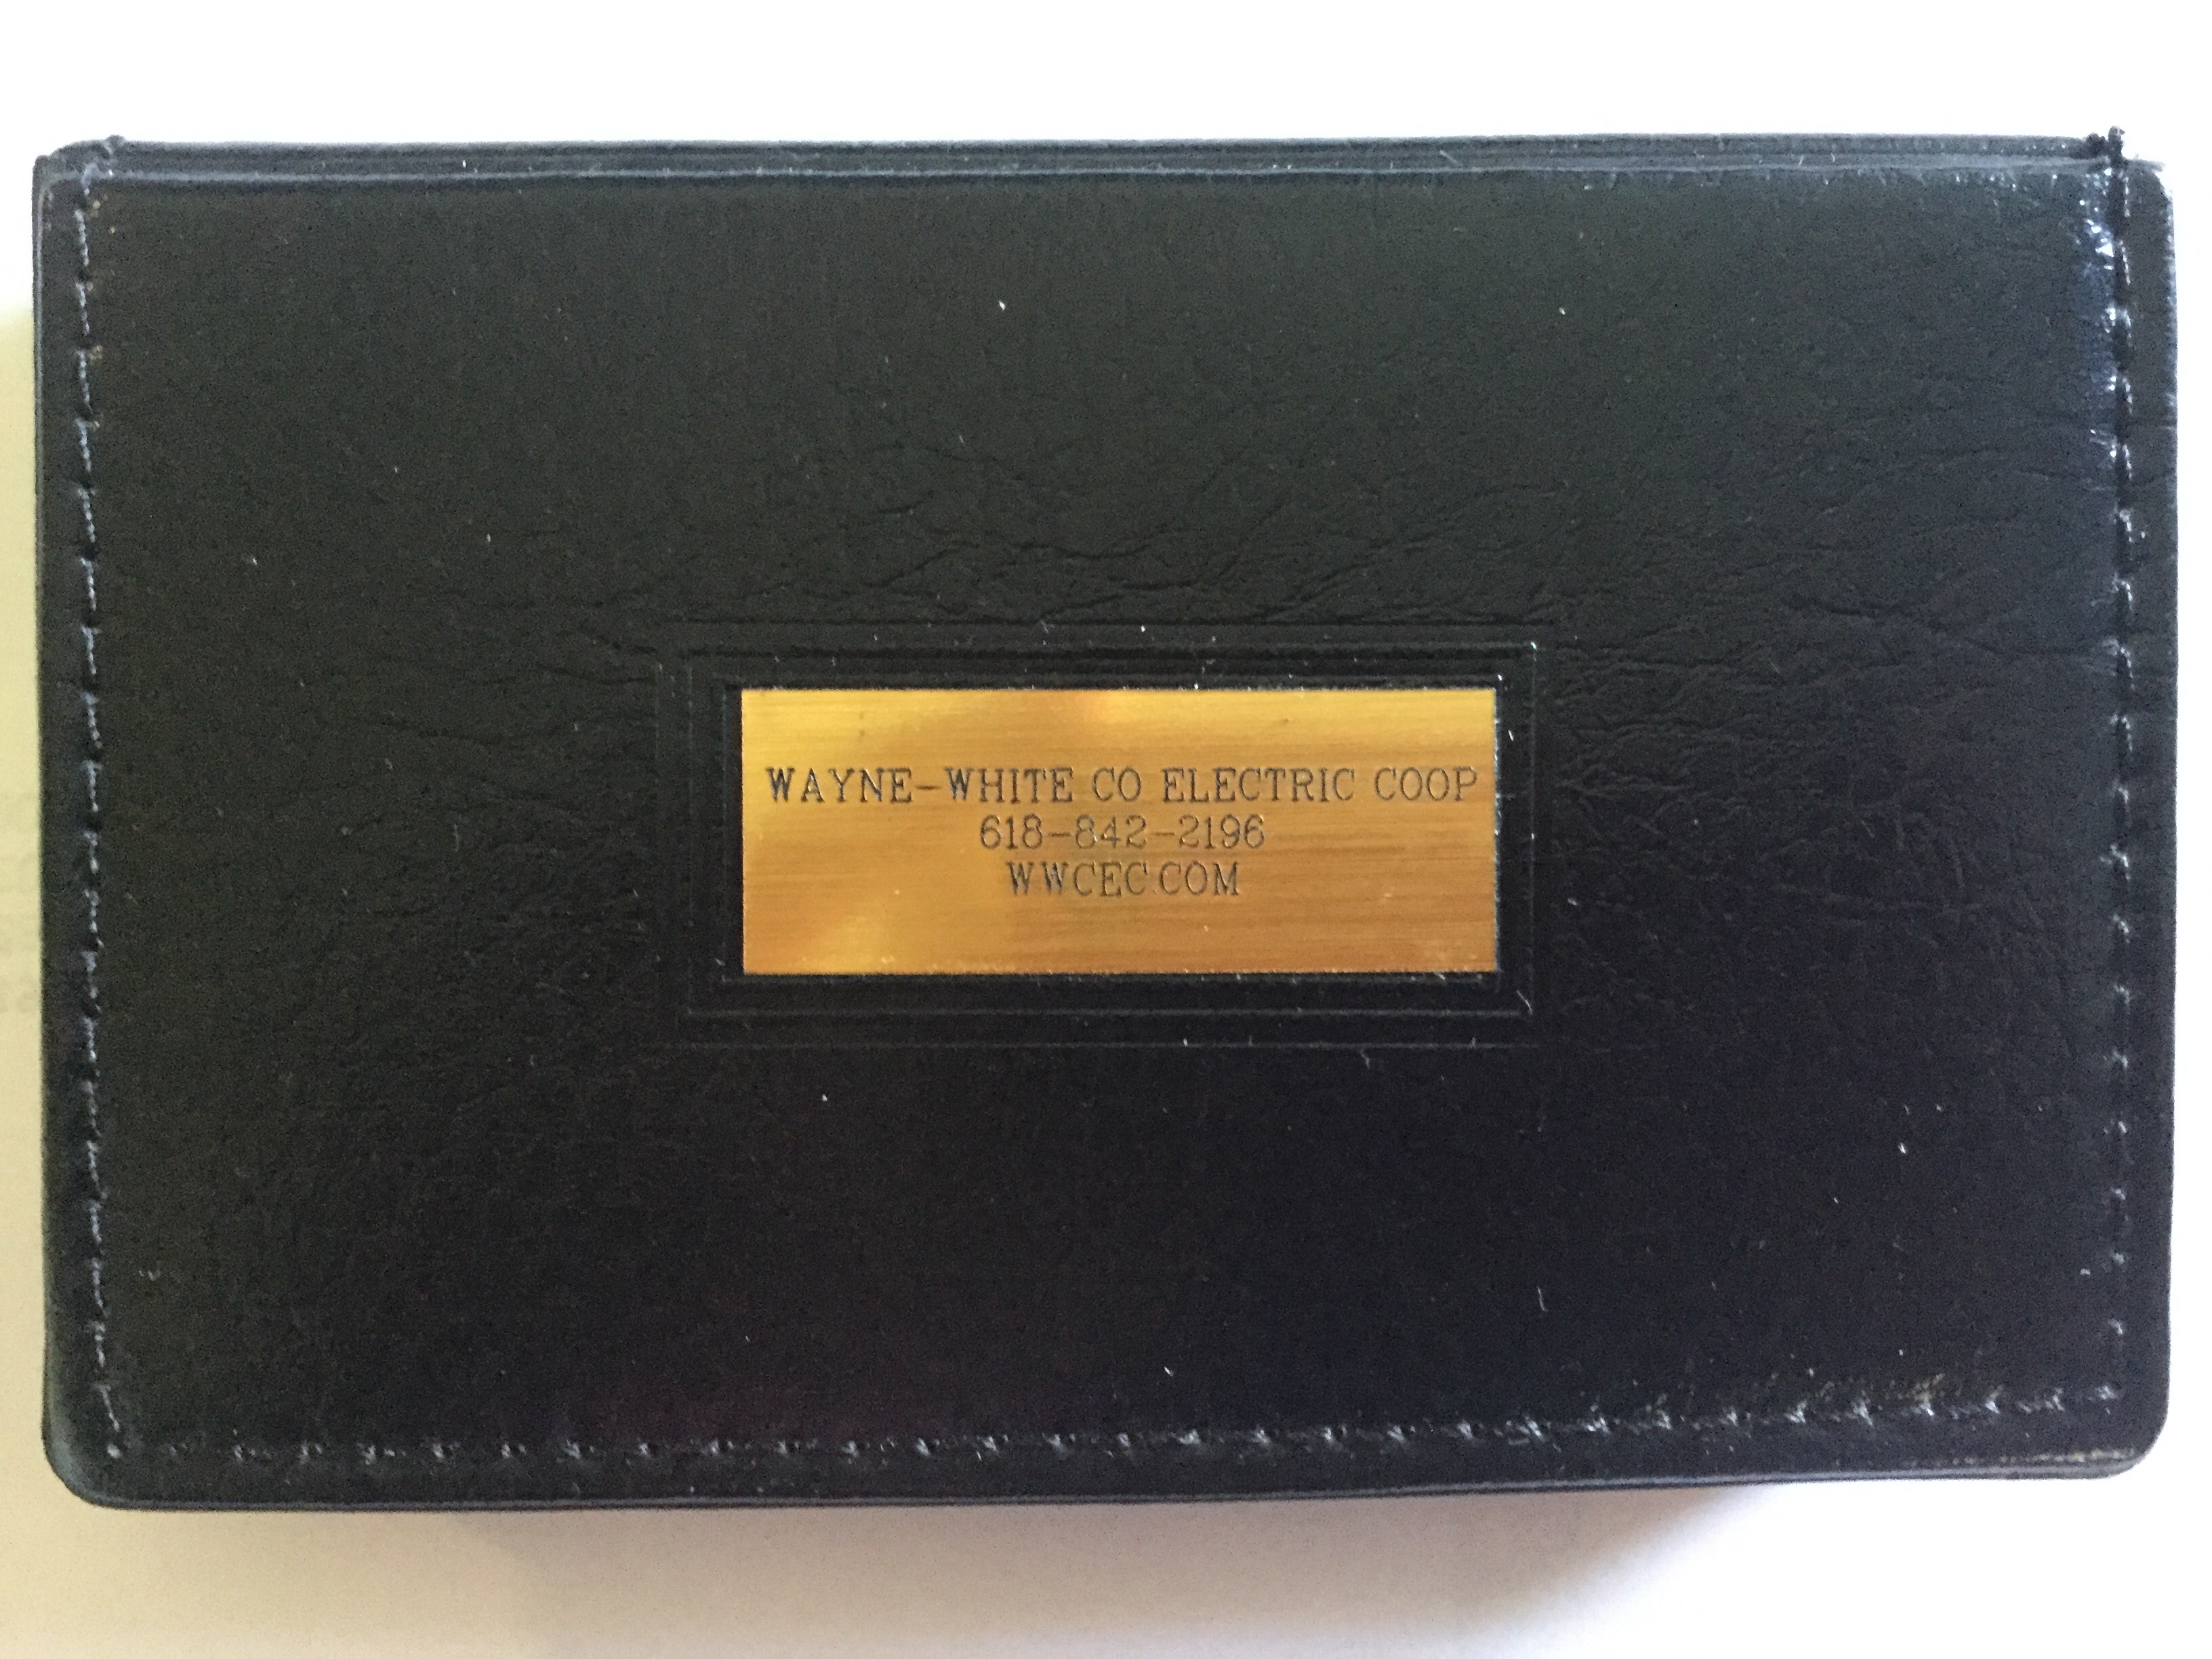 WAYNE-WHITE CO ELECTRIC COOP
618-842-2196
WWCEC.COM